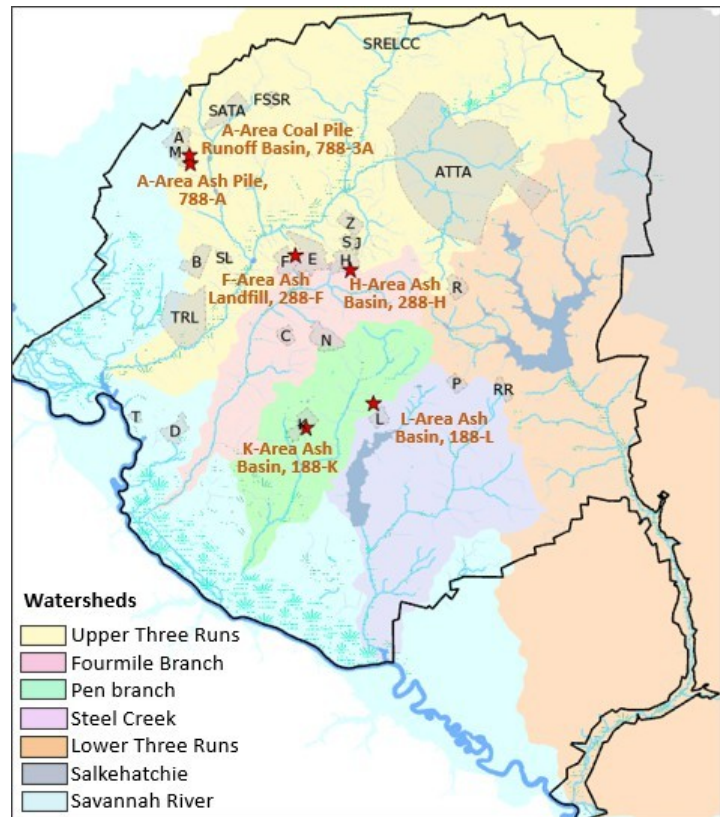 SRELCC
FSSR
SATA
A
M
A-Area Coal Pile
Runoff Basin, 788-3A
A-Area Ash Pile,
788-A
ATTA
Z
S J
H
B
SL
F
E
F-Area Ash
Landfill, 288-F
H-Area Ash
Basin, 288-H
R
TRL
C
N
P
RR
T
D
K
L
L-Area Ash
Basin, 188-L
K-Area Ash
Basin, 188-K
Watersheds
Upper Three Runs
Fourmile Branch
Pen branch
Steel Creek
Lower Three Runs
Salkehatchie
Savannah River